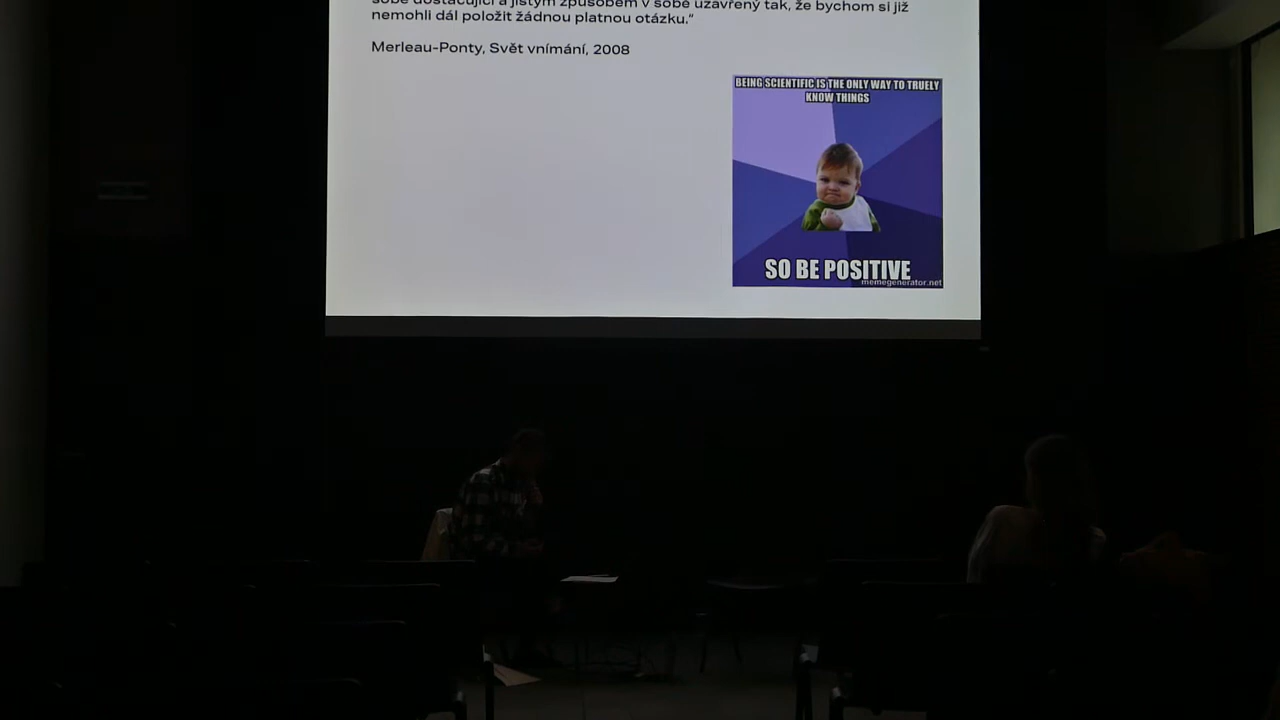 sobě dostačující a jistým způsobem v sobě uzavřený tak, že bychom si již
nemohli dál položit žádnou platnou otázku.“
Merleau-Ponty, Svět vnímání, 2008
BEING SCIENTIFIC IS THE ONLY WAY TO TRUELY
KNOW THINGS
SO BE POSITIVE
memegenerator.net